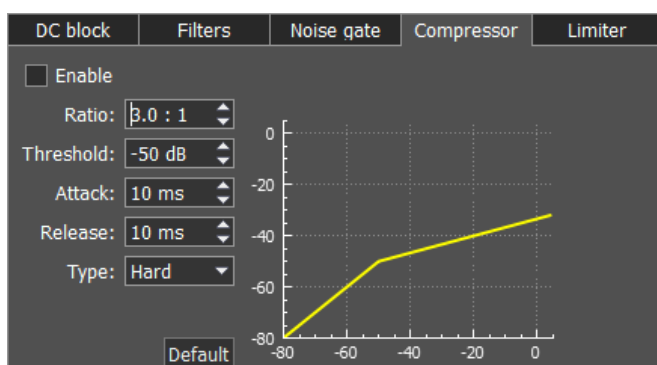 DC block Filters Noise gate Compressor Limiter
Enable
Ratio: 3.0 : 1
Threshold: -50 dB
Attack: 10 ms
Release: 10 ms
Type: Hard
Default
0
-20
-40
-60
-80
-80 -60 -40 -20 0